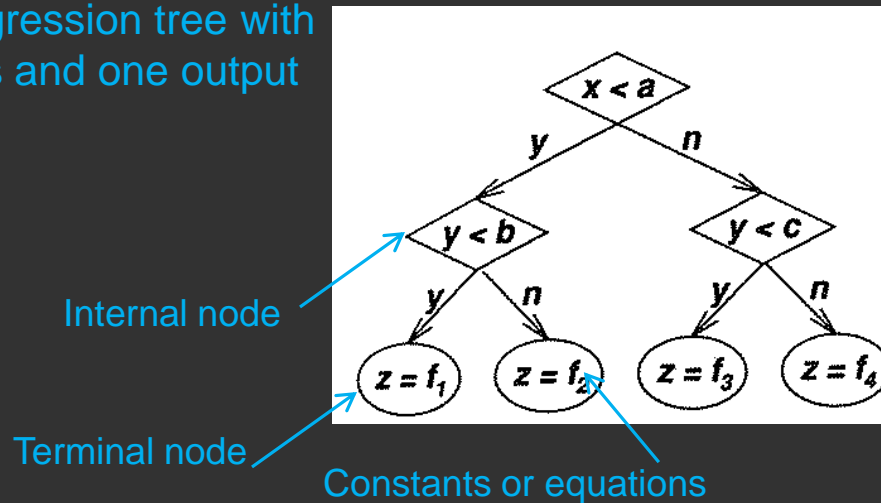 gression tree with
s and one output
x < a
y n
y < b y < c
y n y n
Internal node
z = f₁ z = f₂ z = f₃ z = f₄
Terminal node
Constants or equations